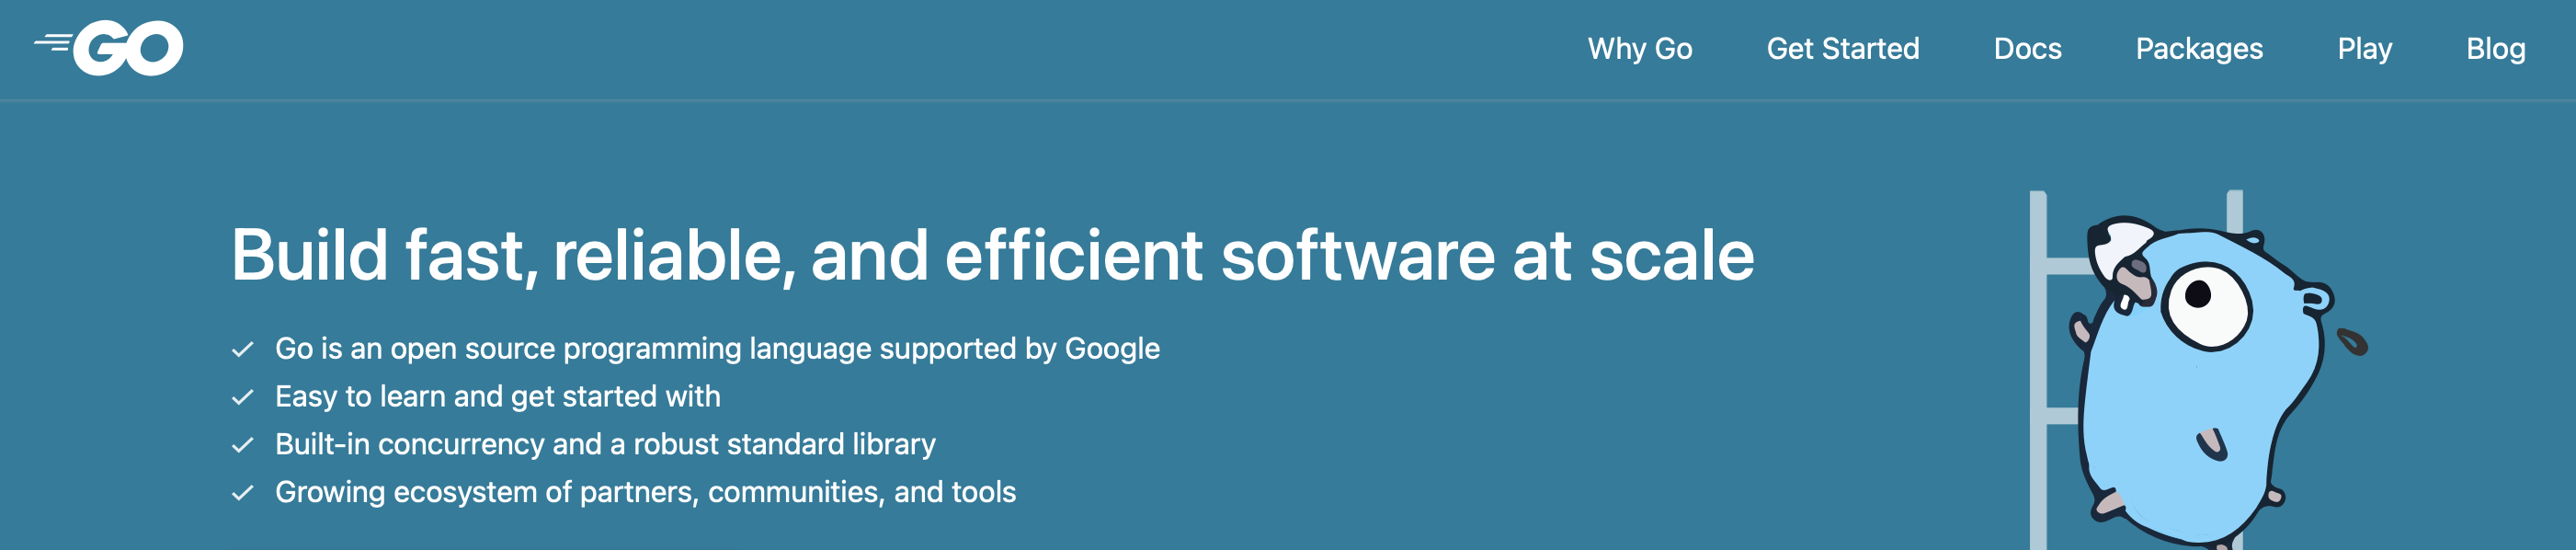 GO
Why Go
Get Started
Docs
Packages
Play
Blog
Build fast, reliable, and efficient software at scale
Go is an open source programming language supported by Google
Easy to learn and get started with
Built-in concurrency and a robust standard library
Growing ecosystem of partners, communities, and tools